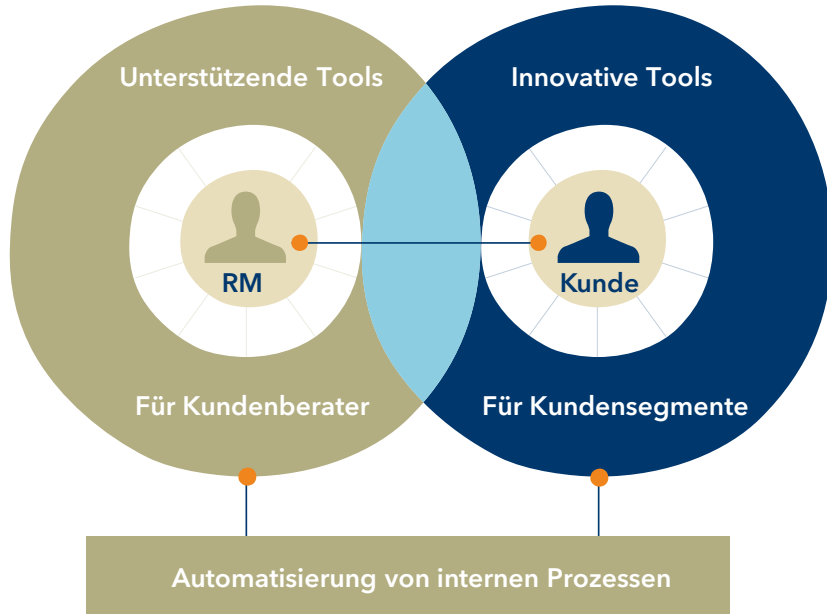 Unterstützende Tools
Innovative Tools
RM
Kunde
Für Kundenberater
Für Kundensegmente
Automatisierung von internen Prozessen